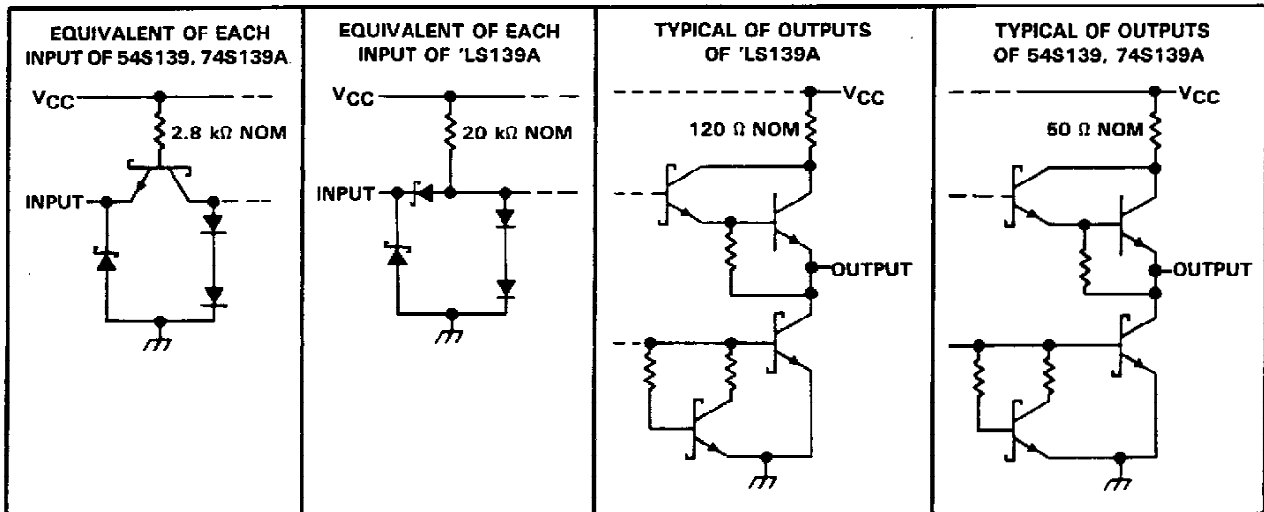 EQUIVALENT OF EACH
INPUT OF 54S139, 74S139A
VCC
2.8 kΩ NOM
INPUT
EQUIVALENT OF EACH
INPUT OF 'LS139A
VCC
20 kΩ NOM
INPUT
TYPICAL OF OUTPUTS
OF 'LS139A
VCC
120 Ω NOM
OUTPUT
TYPICAL OF OUTPUTS
OF 54S139, 74S139A
VCC
50 Ω NOM
OUTPUT